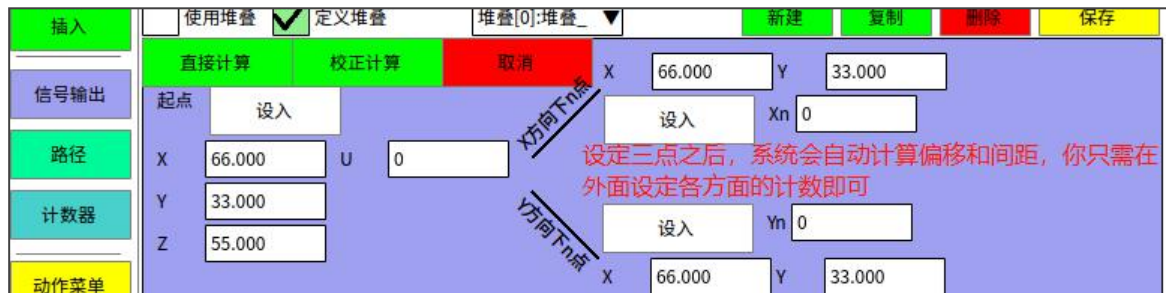 插入
使用堆叠 定义堆叠 堆叠[0]:堆叠_ 新建 复制 删除 保存
直接计算 校正计算 取消
信号输出
路径
计数器
动作菜单
起点 设入
X 66.000 U 0
Y 33.000
Z 55.000
X方向下n点
X 66.000 Y 33.000
设入 Xn 0
设定三点之后，系统会自动计算偏移和间距，你只需在
外面设定各方面的计数即可
Y方向下n点
设入 Yn 0
X 66.000 Y 33.000